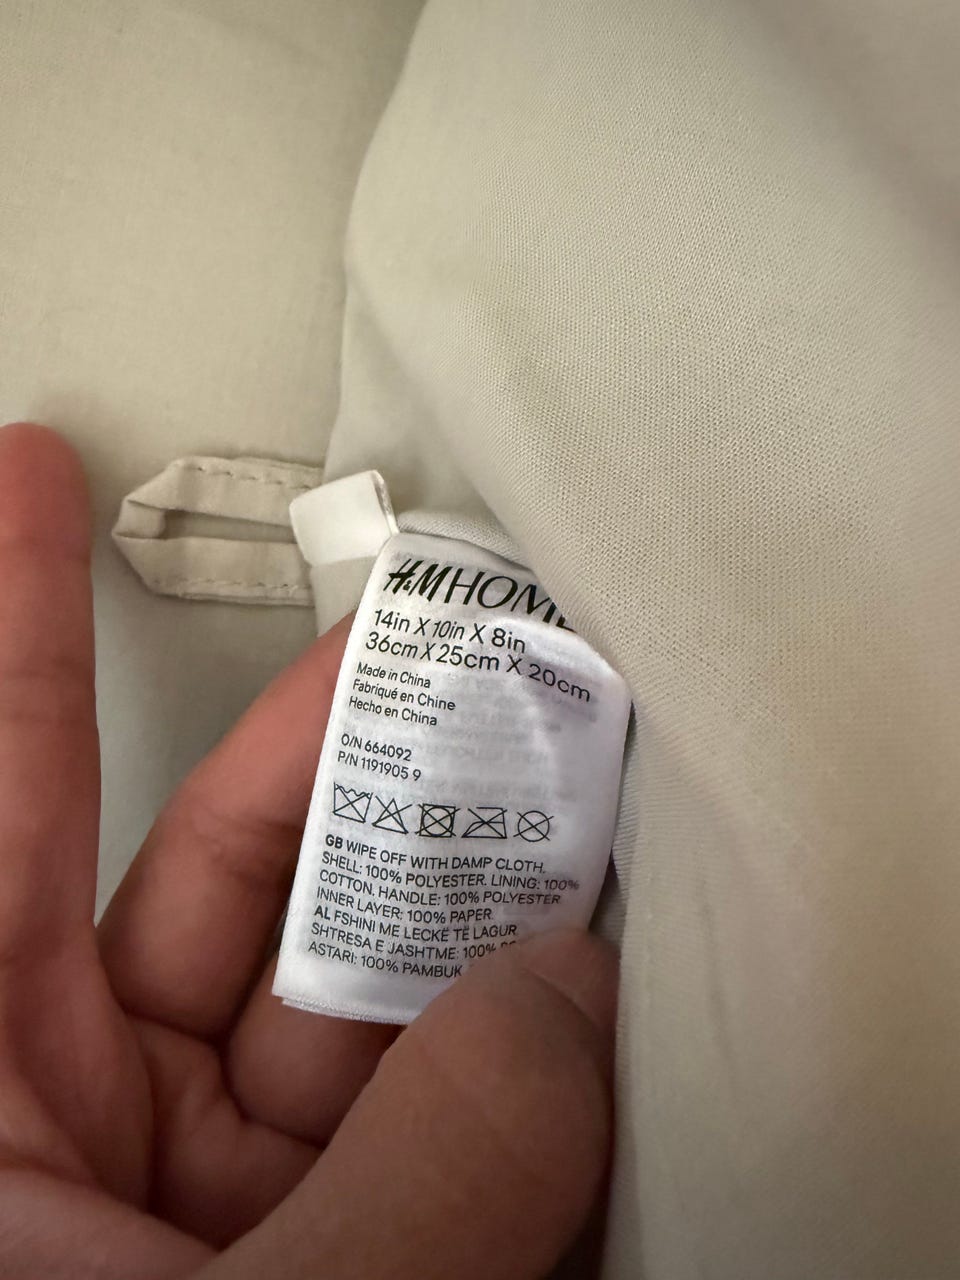 H&M HOME
14in X 10in X 8in
36cm X 25cm X 20cm
Made in China
Fabriqué en Chine
Hecho en China
O/N 664092
P/N 1191905 9
GB WIPE OFF WITH DAMP CLOTH.
SHELL: 100% POLYESTER. LINING: 100%
COTTON. HANDLE: 100% POLYESTER
INNER LAYER: 100% PAPER
AL FSHINI ME LECKË TË LAGUR
SHTRESA E JASHTME: 100%
ASTARI: 100% PAMBUK